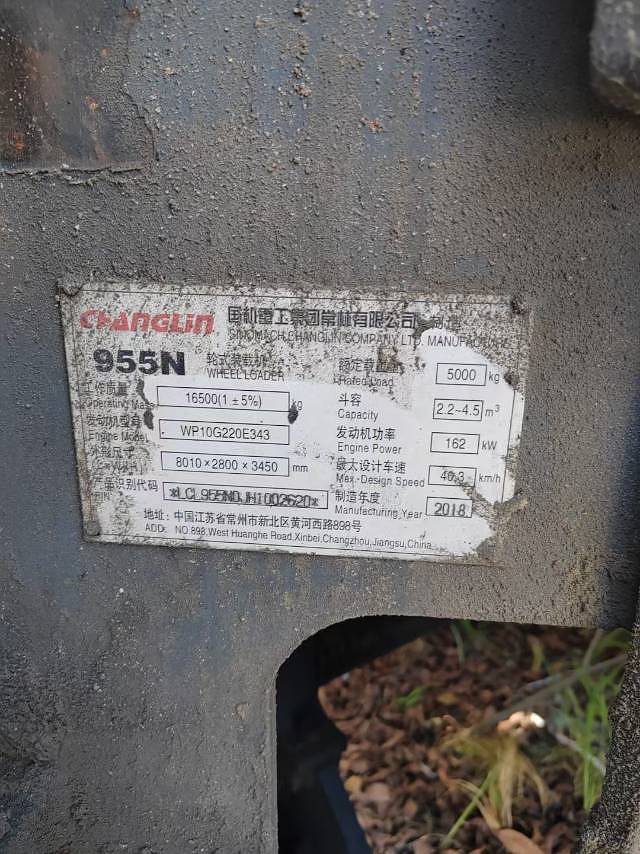 CHANGLIN 国机重工集团常林有限公司 制造
SINOMACH CHANGLIN COMPANY LTD. MANUFACTURE
955N 轮式装载机
WHEEL LOADER
额定载 5000 kg
Rated Load
工作质量 16500(1±5%) kg
Operating Mass
斗容 2.2~4.5 m³
Capacity
发动机型号 WP10G220E343
Engine Model
发动机功率 162 kW
Engine Power
外形尺寸 8010×2800×3450 mm
最大设计车速 40.3 km/h
Max. Design Speed
产品识别代码
PIN
制造年度 2018
Manufacturing Year
地址: 中国江苏省常州市新北区黄河西路898号
ADD: NO 898,West Huanghe Road,Xinbei,Changzhou,Jiangsu,China